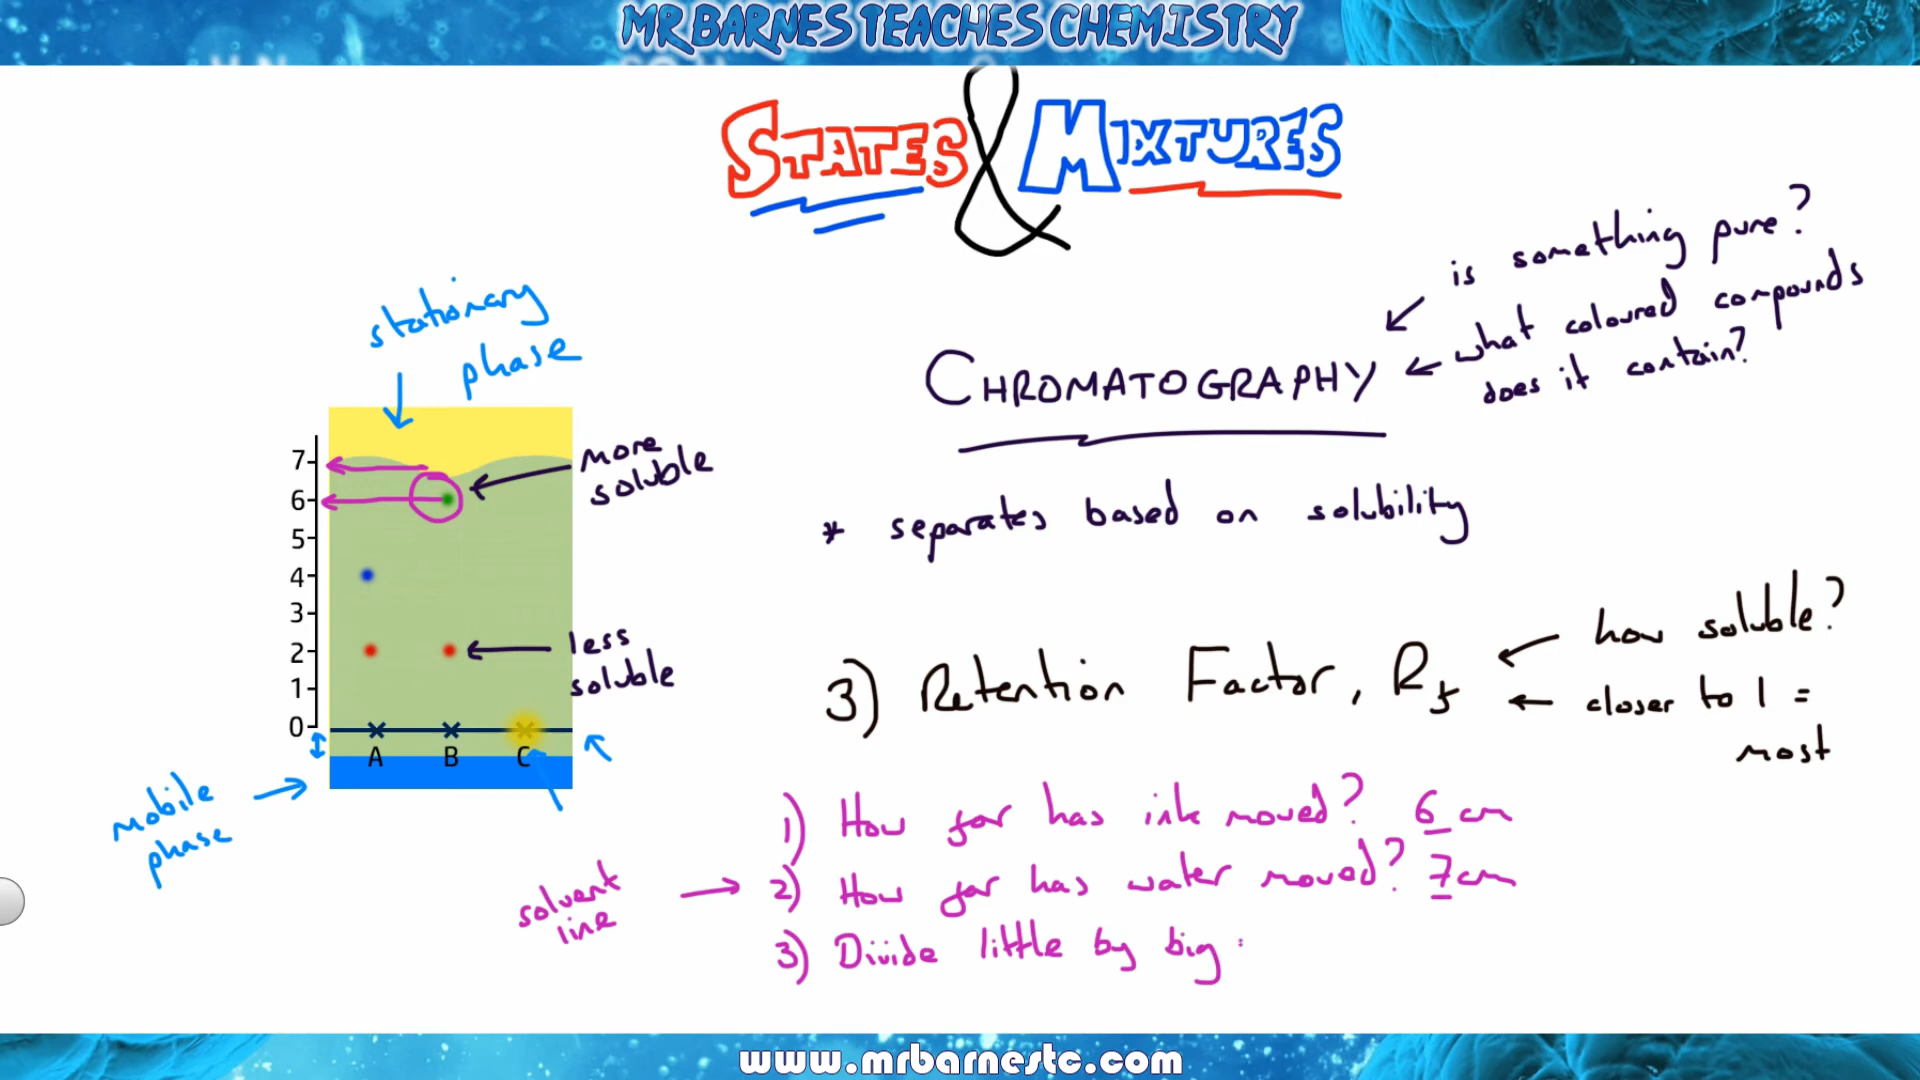 MR BARNES TEACHES CHEMISTRY
STATES & MIXTURES
is something pure?
what coloured compounds
does it contain?
CHROMATOGRAPHY
* separates based on solubility
stationary
phase
more
soluble
7
6
5
4
3
2
1
0
less
soluble
A B C
mobile
phase
3) Retention Factor, Rf
how soluble?
closer to 1 =
most
1) How far has ink moved? 6 cm
solvent
line
2) How far has water moved? 7cm
3) Divide little by big :
www.mrbarnestc.com